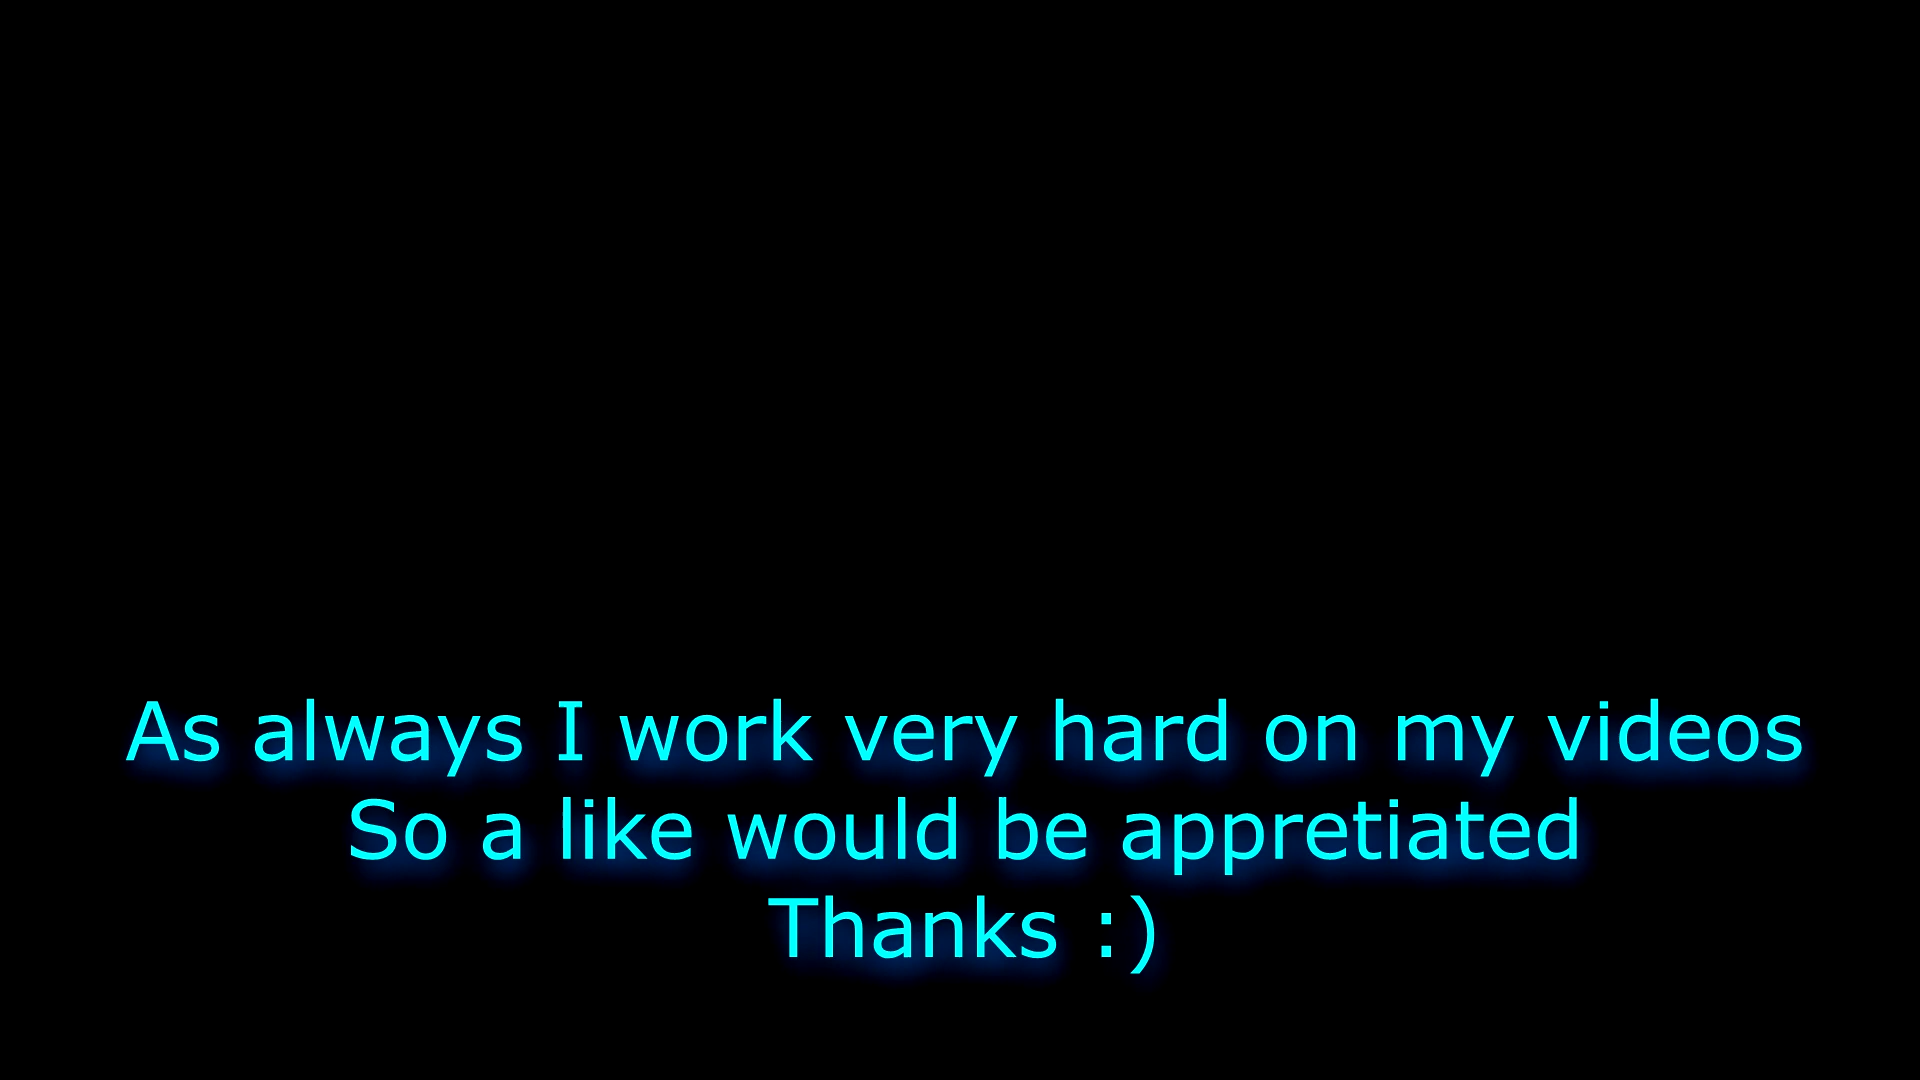 As always I work very hard on my videos
So a like would be appretiated
Thanks :)